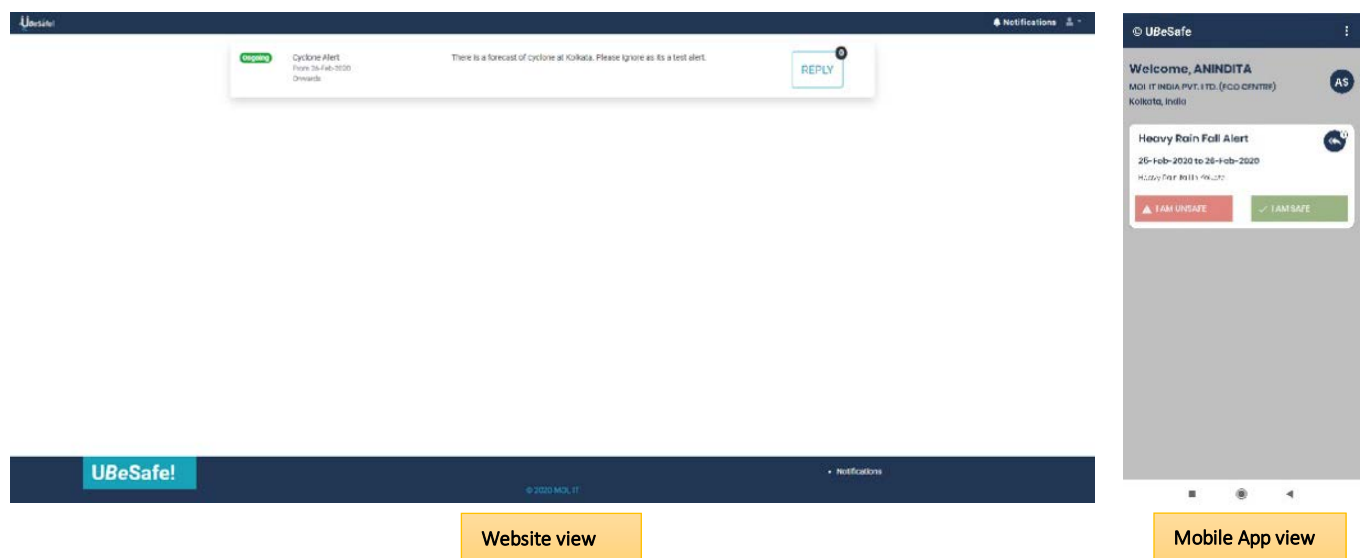 UBeSafe!
Notifications
Ongoing
Cyclone Alert
From 26-Feb-2020
Onwards
There is a forecast of cyclone at Kolkata. Please Ignore as its a test alert.
0
REPLY
UBeSafe!
• Notifications
© 2020 MOL IT
Website view
© UBeSafe
Welcome, ANINDITA
MOL IT INDIA PVT. LTD. (ECO CENTRE)
Kolkata, India
AS
Heavy Rain Fall Alert
to 26-Feb-2020
I AM UNSAFE
I AM SAFE
Mobile App view